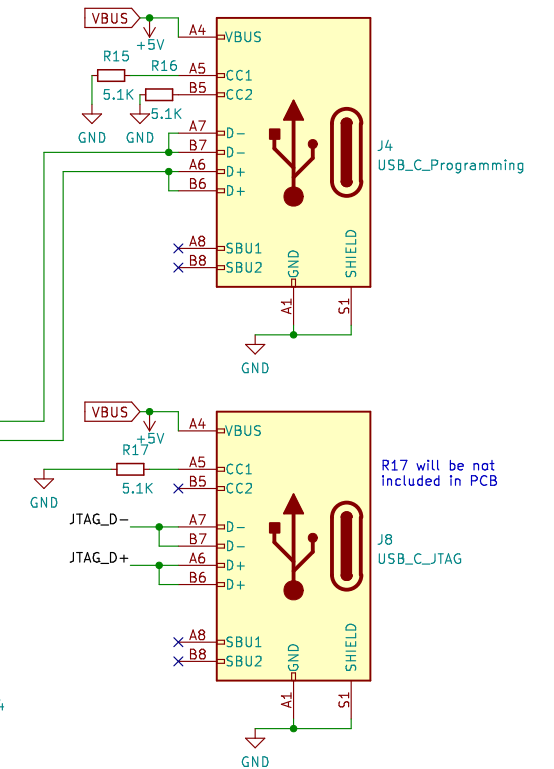 VBUS
+5V
A4
VBUS
R15
R16
A5
CC1
5.1K
B5
CC2
5.1K
GND
GND
A7
D-
B7
D-
A6
D+
B6
D+
J4
USB_C_Programming
A8
SBU1
B8
SBU2
GND
SHIELD
A1
S1
GND
VBUS
+5V
A4
VBUS
R17
A5
CC1
5.1K
B5
CC2
GND
R17 will be not
included in PCB
JTAG_D-
A7
D-
B7
D-
JTAG_D+
A6
D+
B6
D+
J8
USB_C_JTAG
A8
SBU1
B8
SBU2
GND
SHIELD
A1
S1
GND